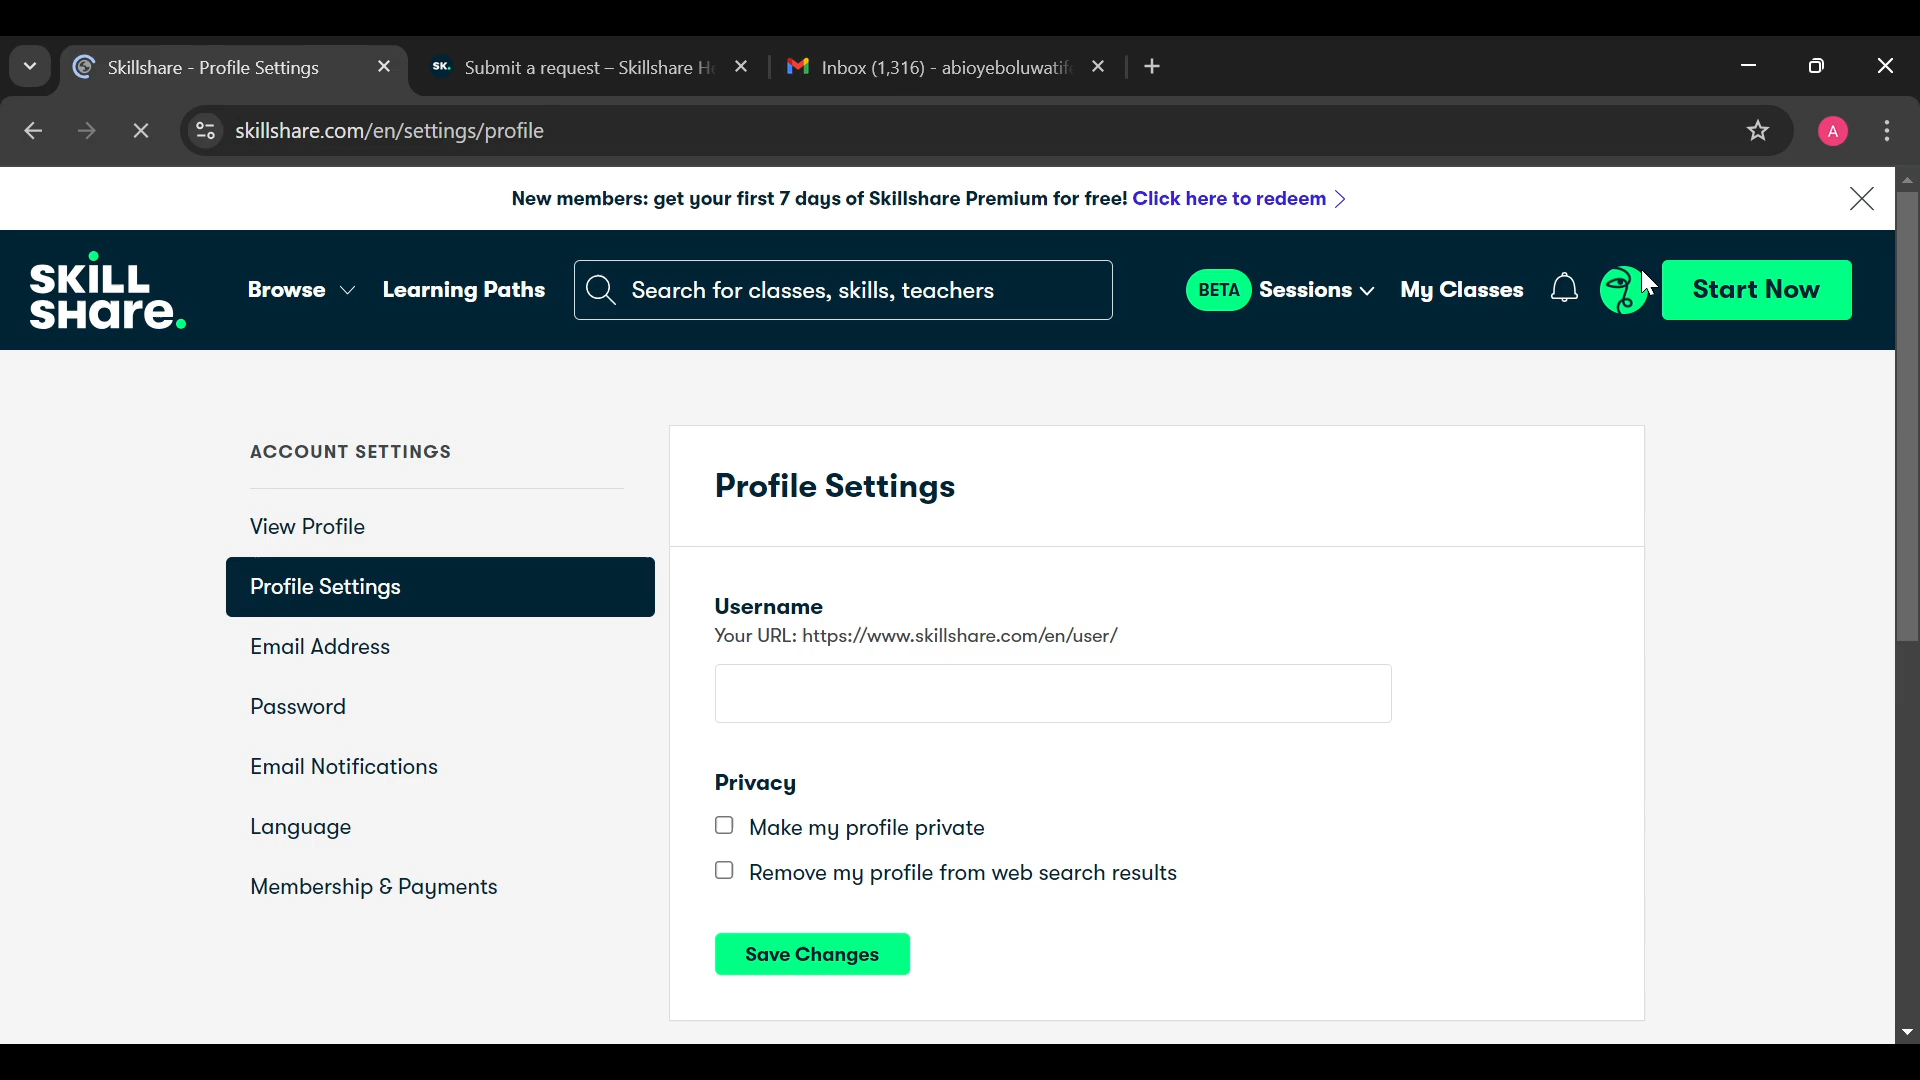 Skillshare - Profile Settings
SK. Submit a request – Skillshare H
Inbox (1,316) - abioyeboluwatif
skillshare.com/en/settings/profile
A
New members: get your first 7 days of Skillshare Premium for free! Click here to redeem
SKILL
SHare.
Browse
Learning Paths
Search for classes, skills, teachers
BETA Sessions
My Classes
Start Now
ACCOUNT SETTINGS
View Profile
Profile Settings
Email Address
Password
Email Notifications
Language
Membership & Payments
Profile Settings
Username
Your URL: https://www.skillshare.com/en/user/
Privacy
Make my profile private
Remove my profile from web search results
Save Changes